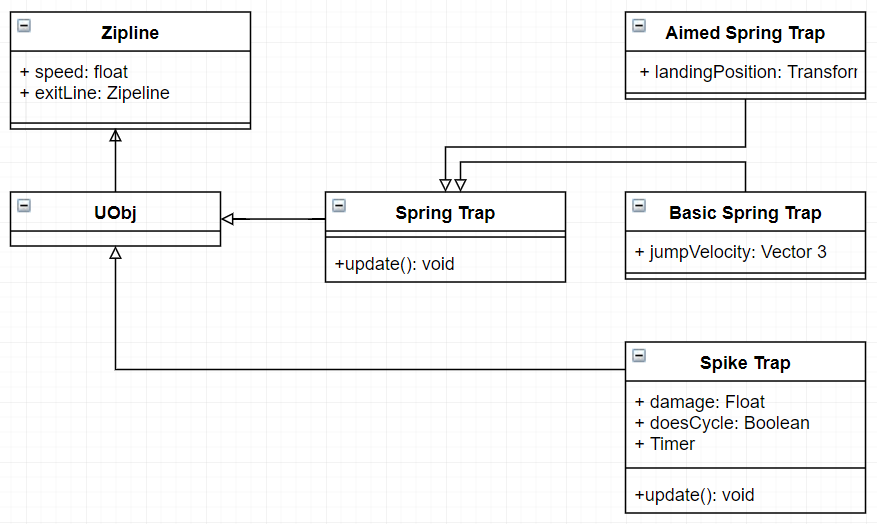 Zipline
+ speed: float
+ exitLine: Zipeline
Aimed Spring Trap
+ landingPosition: Transforr
UObj
Spring Trap
+update(): void
Basic Spring Trap
+ jumpVelocity: Vector 3
Spike Trap
+ damage: Float
+ doesCycle: Boolean
+ Timer
+update(): void